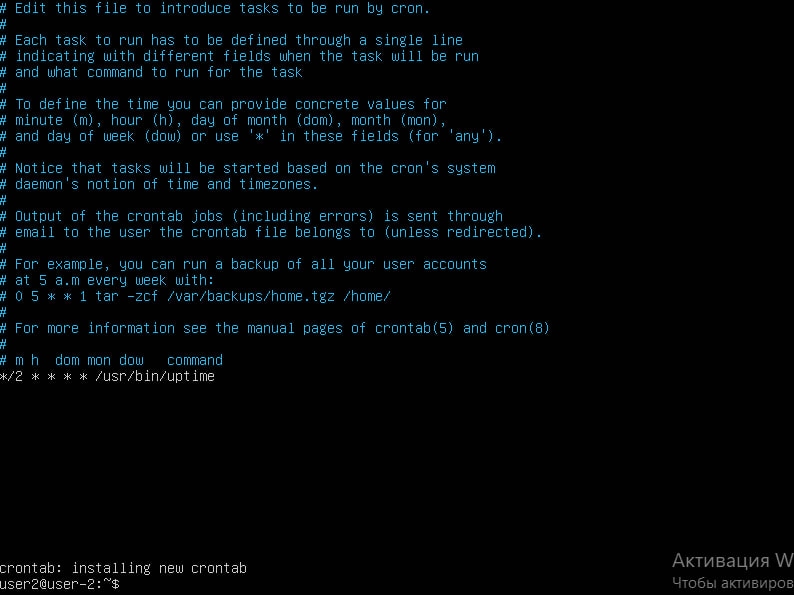 # Edit this file to introduce tasks to be run by cron.
#
# Each task to run has to be defined through a single line
# indicating with different fields when the task will be run
# and what command to run for the task
#
# To define the time you can provide concrete values for
# minute (m), hour (h), day of month (dom), month (mon),
# and day of week (dow) or use '*' in these fields (for 'any').
#
# Notice that tasks will be started based on the cron's system
# daemon's notion of time and timezones.
#
# Output of the crontab jobs (including errors) is sent through
# email to the user the crontab file belongs to (unless redirected).
#
# For example, you can run a backup of all your user accounts
# at 5 a.m every week with:
# 0 5 * * 1 tar -zcf /var/backups/home.tgz /home/
#
# For more information see the manual pages of crontab(5) and cron(8)
#
# m h  dom mon dow   command
*/2 * * * * /usr/bin/uptime
crontab: installing new crontab
user2@user-2:~$
Активация W
Чтобы активиров